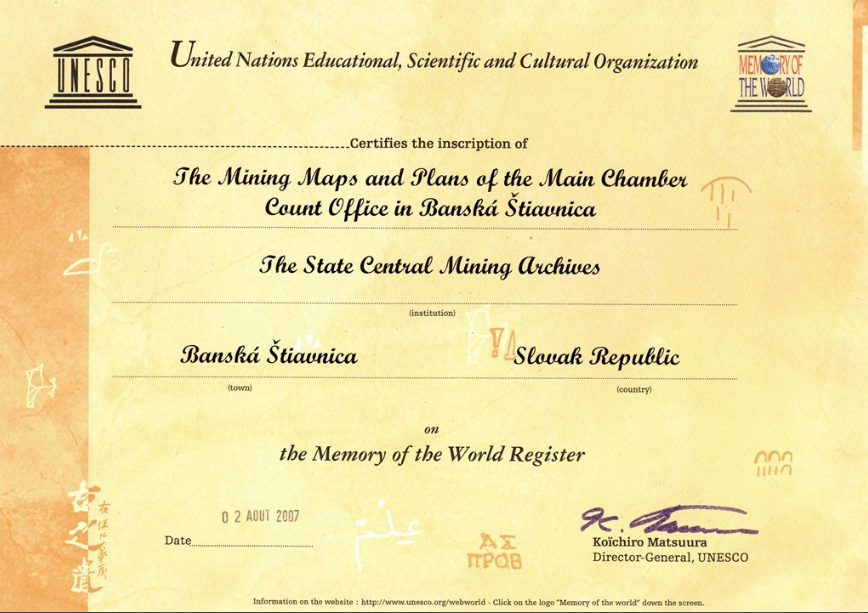 UNESCO
United Nations Educational, Scientific and Cultural Organization
MEMORY OF
THE WORLD
Certifies the inscription of
The Mining Maps and Plans of the Main Chamber
Count Office in Banská Štiavnica
The State Central Mining Archives
(institution)
Banská Štiavnica
Slovak Republic
(town)
(country)
on
the Memory of the World Register
02 AOUT 2007
Date
علم
ΑΣ
ΠΡΟΒ
Koïchiro Matsuura
Director-General, UNESCO
Information on the website : http://www.unesco.org/webworld - Click on the logo "Memory of the world" down the screen.